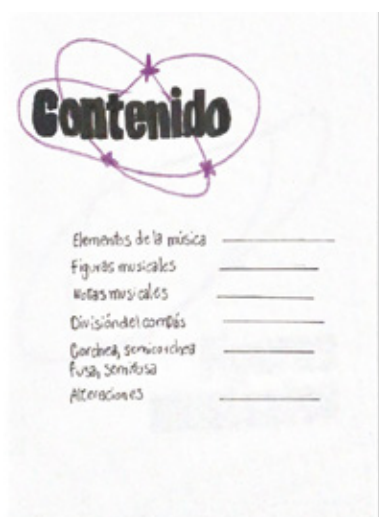 Contenido
Elementos de la música
Figuras musicales
Notas musicales
División del compás
Corchea, semicorchea
Fusa, semifusa
Alteraciones